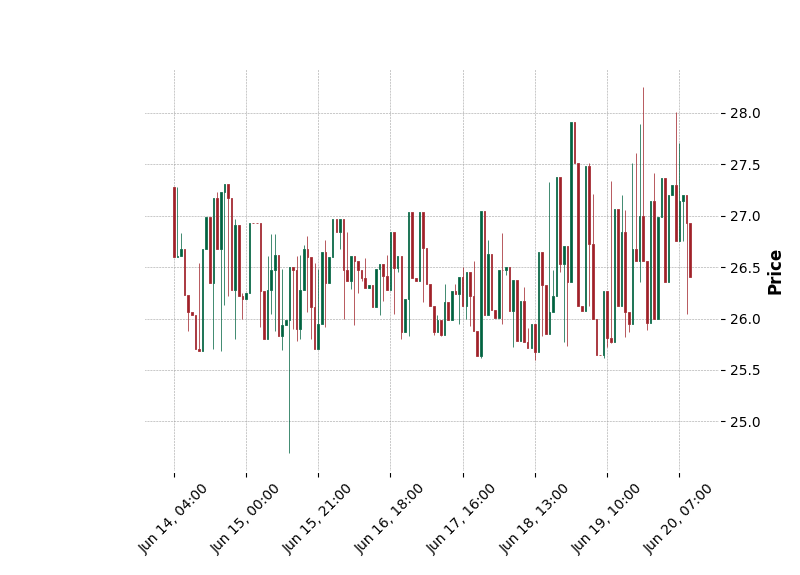 28.0
27.5
27.0
26.5
26.0
25.5
25.0
Price
Jun 14, 04:00
Jun 15, 00:00
Jun 15, 21:00
Jun 16, 18:00
Jun 17, 16:00
Jun 18, 13:00
Jun 19, 10:00
Jun 20, 07:00